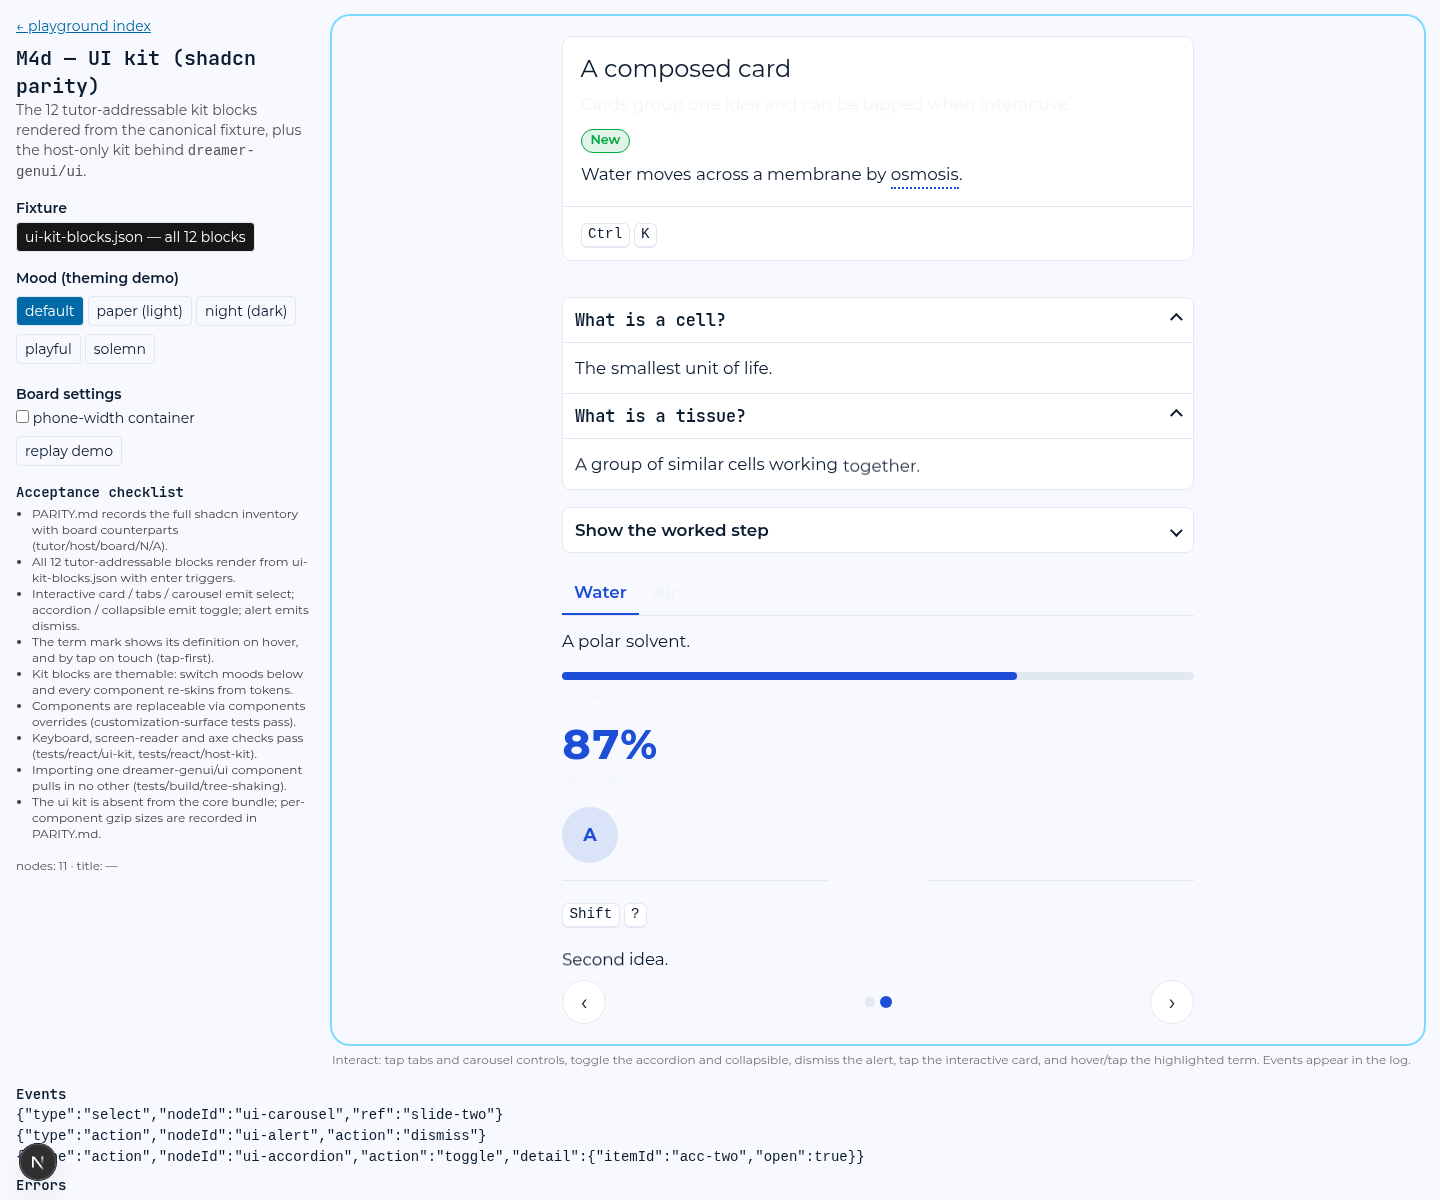 ← playground index
M4d — UI kit (shadcn
parity)
The 12 tutor-addressable kit blocks
rendered from the canonical fixture, plus
the host-only kit behind dreamer-
genui/ui.
Fixture
ui-kit-blocks.json — all 12 blocks
Mood (theming demo)
default
paper (light)
night (dark)
playful
solemn
Board settings
phone-width container
replay demo
Acceptance checklist
• PARITY.md records the full shadcn inventory
with board counterparts
(tutor/host/board/N/A).
• All 12 tutor-addressable blocks render from ui-
kit-blocks.json with enter triggers.
• Interactive card / tabs / carousel emit select;
accordion / collapsible emit toggle; alert emits
dismiss.
• The term mark shows its definition on hover,
and by tap on touch (tap-first).
• Kit blocks are themable: switch moods below
and every component re-skins from tokens.
• Components are replaceable via components
overrides (customization-surface tests pass).
• Keyboard, screen-reader and axe checks pass
(tests/react/ui-kit, tests/react/host-kit).
• Importing one dreamer-genui/ui component
pulls in no other (tests/build/tree-shaking).
• The ui kit is absent from the core bundle; per-
component gzip sizes are recorded in
PARITY.md.
nodes: 11 · title: —
A composed card
Cards group one idea and can be tapped when interactive.
New
Water moves across a membrane by osmosis.
Ctrl K
What is a cell?
The smallest unit of life.
What is a tissue?
A group of similar cells working together.
Show the worked step
Water Air
A polar solvent.
87%
Accuracy
A
Shift ?
Second idea.
‹ ›
Interact: tap tabs and carousel controls, toggle the accordion and collapsible, dismiss the alert, tap the interactive card, and hover/tap the highlighted term. Events appear in the log.
Events
{"type":"select","nodeId":"ui-carousel","ref":"slide-two"}
{"type":"action","nodeId":"ui-alert","action":"dismiss"}
pe":"action","nodeId":"ui-accordion","action":"toggle","detail":{"itemId":"acc-two","open":true}}
N
Errors